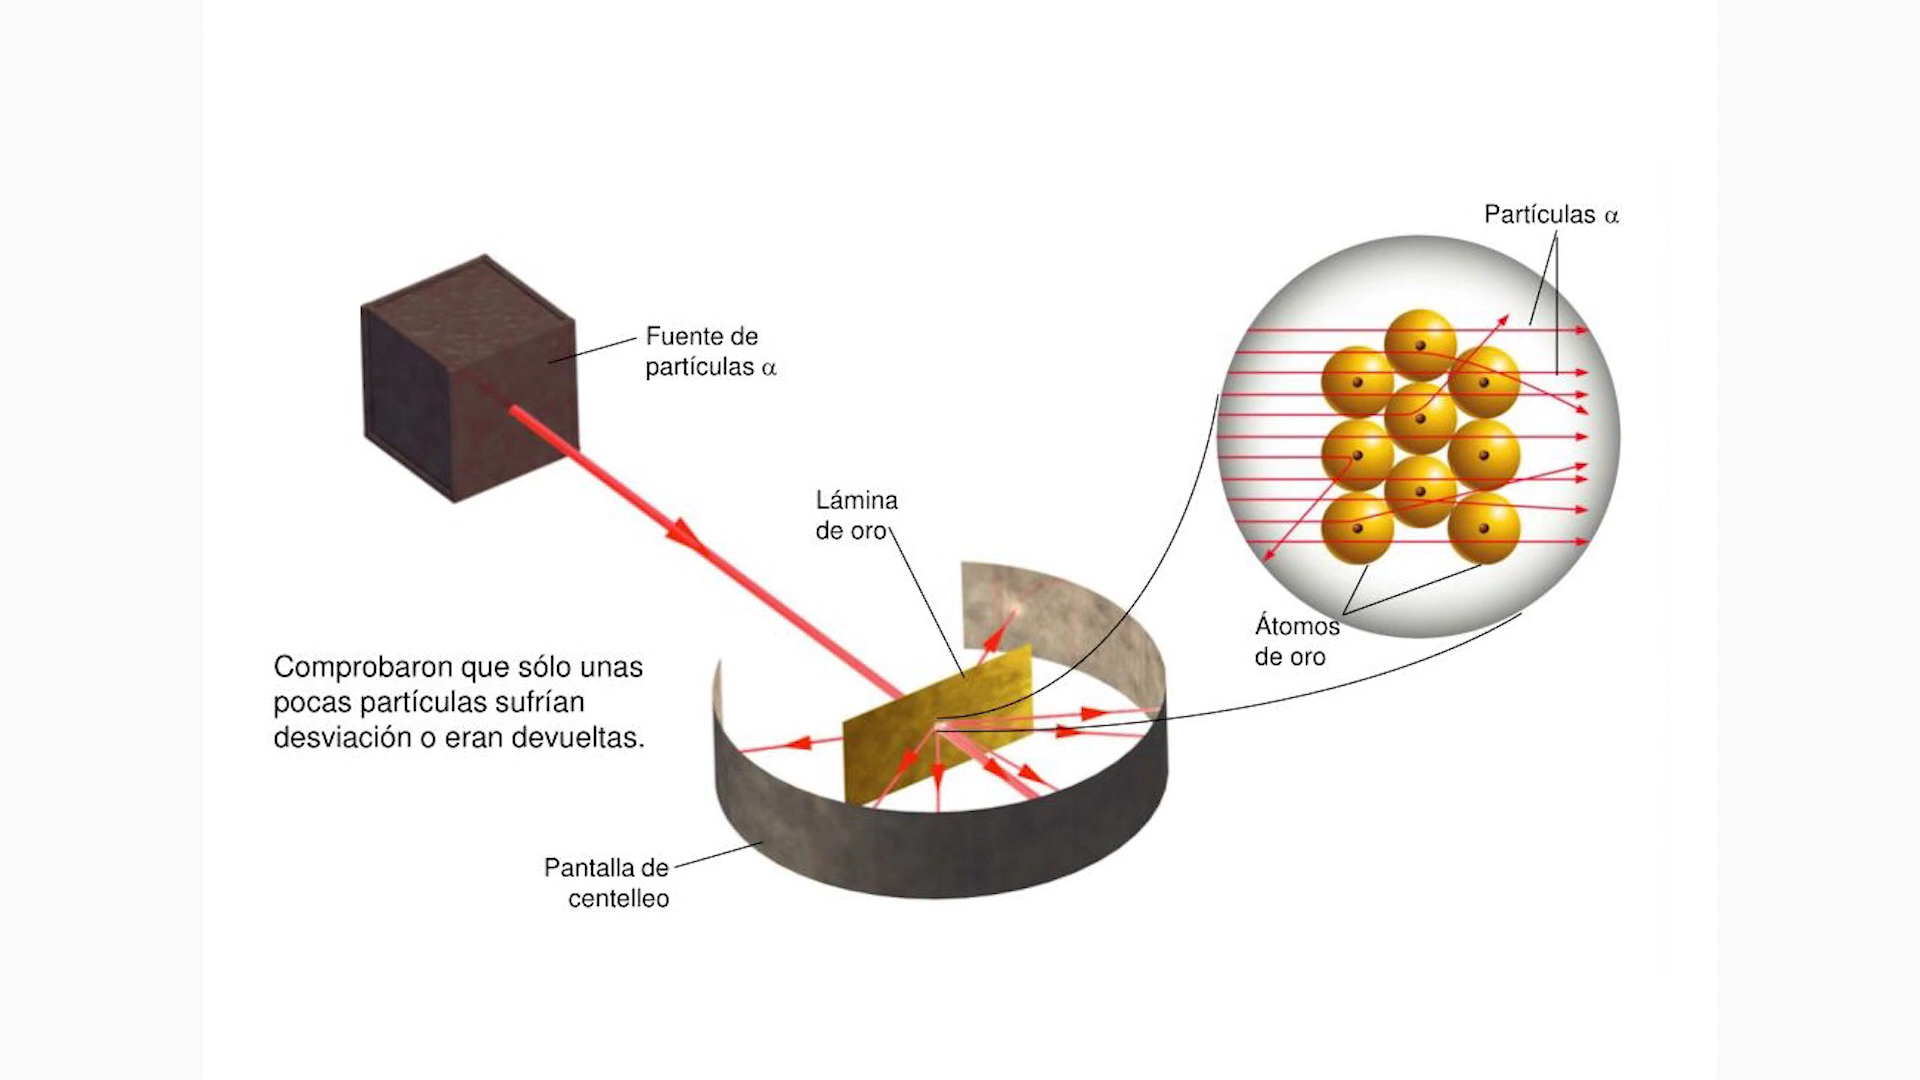 Partículas α
Fuente de
partículas α
Lámina
de oro
Átomos
de oro
Comprobaron que sólo unas
pocas partículas sufrían
desviación o eran devueltas.
Pantalla de
centelleo